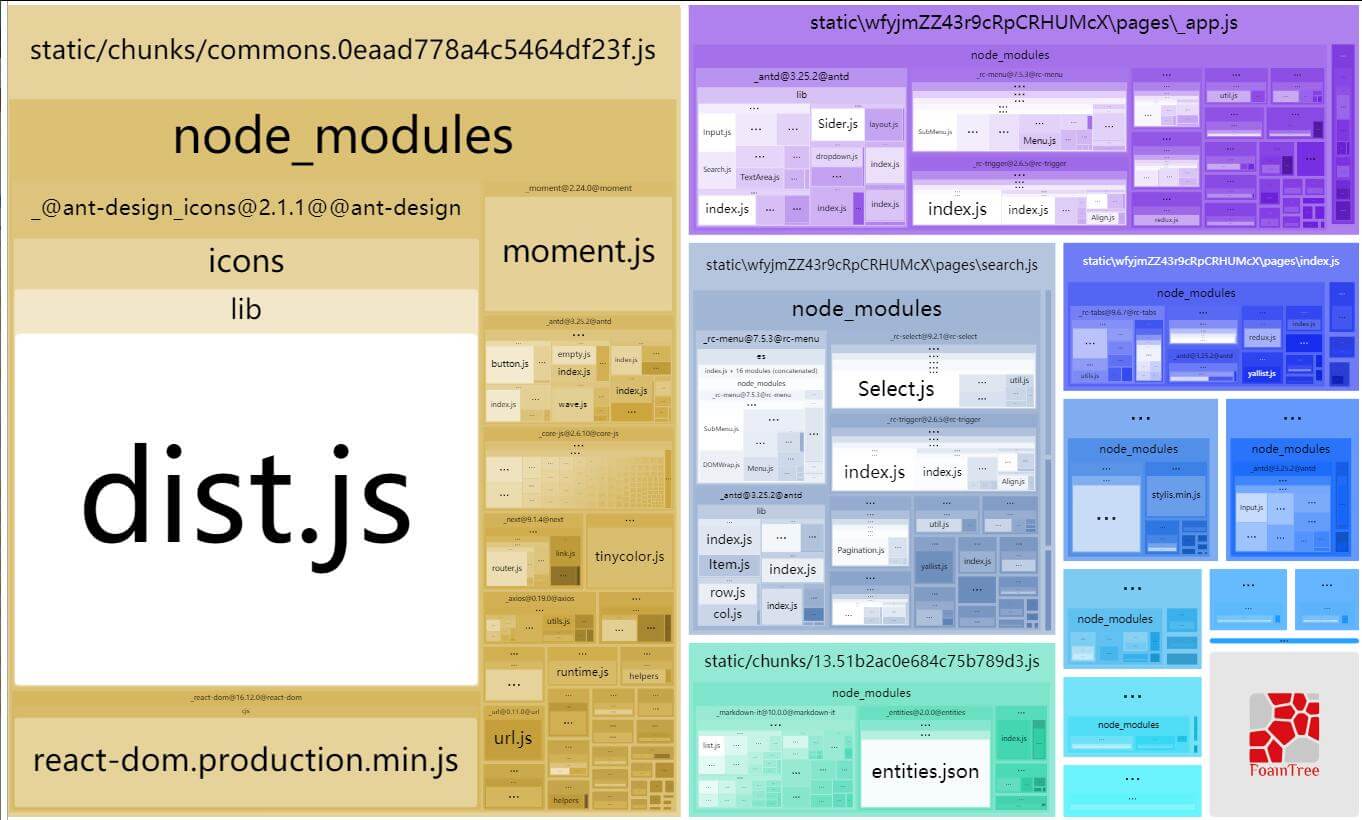 static/chunks/commons.0eaad778a4c5464df23f.js
node_modules
_@ant-design_icons@2.1.1@@ant-design
icons
lib
dist.js
_react-dom@16.12.0@react-dom
cjs
react-dom.production.min.js
_moment@2.24.0@moment
moment.js
_antd@3.25.2@antd
...
button.js
...
empty.js
index.js
index.js
...
index.js
wave.js
index.js
...
_core-js@2.6.10@core-js
...
...
...
_next@9.1.4@next
...
router.js
link.js
...
...
tinycolor.js
_axios@0.19.0@axios
...
...
utils.js
...
...
...
...
...
runtime.js
helpers
_url@0.11.0@url
url.js
...
helpers
static\wfyjmZZ43r9cRpCRHUMcX\pages\_app.js
node_modules
_antd@3.25.2@antd
lib
...
Input.js
...
...
Sider.js
layout.js
Search.js
...
...
TextArea.js
dropdown.js
...
index.js
index.js
...
index.js
index.js
_rc-menu@7.5.3@rc-menu
...
SubMenu.js
...
...
Menu.js
...
_rc-trigger@2.6.5@rc-trigger
...
index.js
index.js
...
Align.js
util.js
redux.js
static\wfyjmZZ43r9cRpCRHUMcX\pages\search.js
node_modules
_rc-menu@7.5.3@rc-menu
es
index.js + 16 modules (concatenated)
node_modules
_rc-menu@7.5.3@rc-menu
...
SubMenu.js
...
...
DOMWrap.js
Menu.js
_rc-select@9.2.1@rc-select
...
Select.js
...
...
util.js
_rc-trigger@2.6.5@rc-trigger
...
index.js
index.js
...
Align.js
_antd@3.25.2@antd
lib
index.js
...
...
Item.js
index.js
row.js
col.js
index.js
...
Pagination.js
...
util.js
yallist.js
index.js
...
static\wfyjmZZ43r9cRpCRHUMcX\pages\index.js
node_modules
_rc-tabs@9.6.7@rc-tabs
...
...
utils.js
...
_antd@3.25.2@antd
redux.js
yallist.js
index.js
...
...
node_modules
...
...
stylis.min.js
...
node_modules
_antd@3.25.2@antd
...
Input.js
...
...
...
...
node_modules
...
...
...
...
...
...
...
node_modules
...
...
...
static/chunks/13.51b2ac0e684c75b789d3.js
node_modules
_markdown-it@10.0.0@markdown-it
...
list.js
...
...
_entities@2.0.0@entities
...
...
entities.json
...
index.js
FoamTree